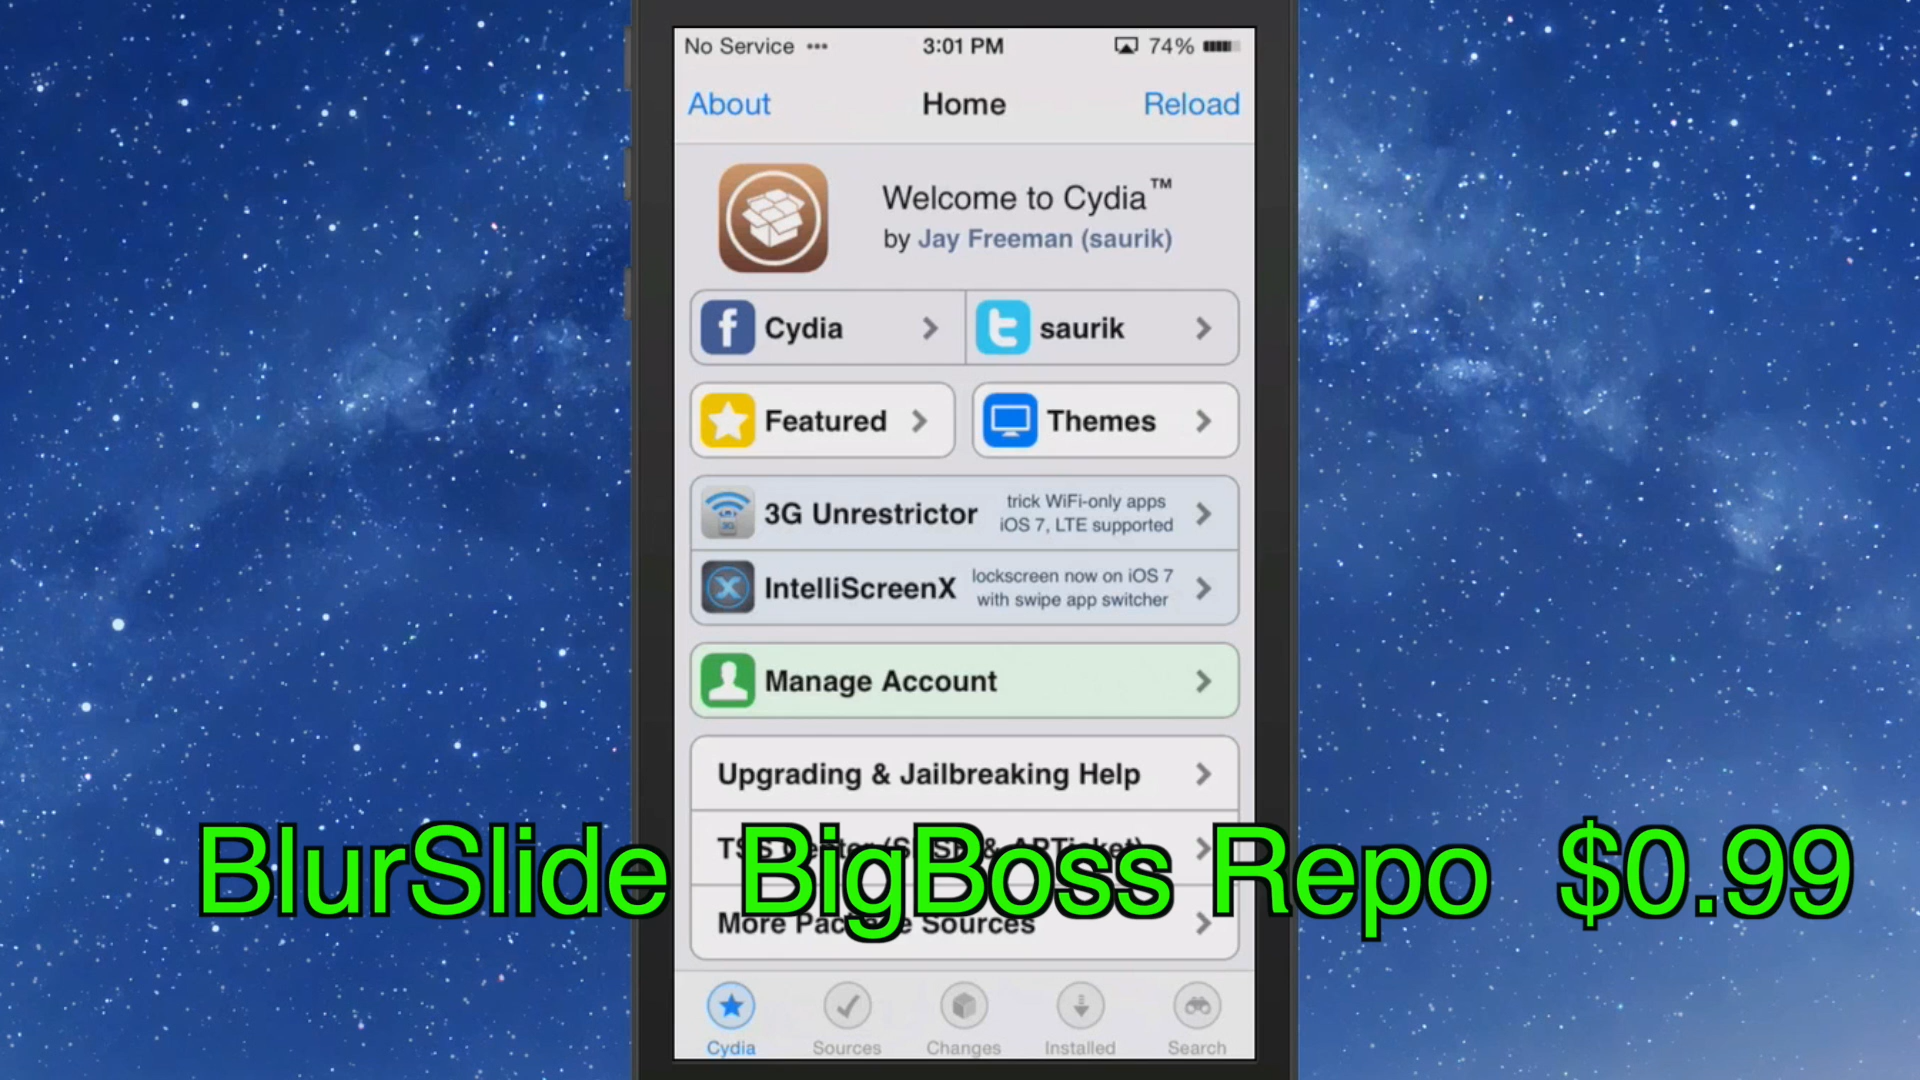 No Service 3:01 PM 74%
About Home Reload
Welcome to Cydia™
by Jay Freeman (saurik)
Cydia saurik
Featured Themes
3G Unrestrictor trick WiFi-only apps
iOS 7, LTE supported
IntelliScreenX lockscreen now on iOS 7
with swipe app switcher
Manage Account
Upgrading & Jailbreaking Help
BlurSlide BigBoss Repo $0.99
More Package Sources
Cydia Sources Changes Installed Search